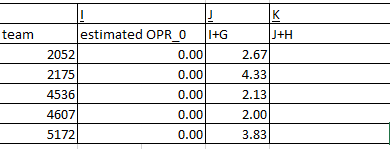 I J K
team estimated OPR_0 I+G J+H
2052 0.00 2.67
2175 0.00 4.33
4536 0.00 2.13
4607 0.00 2.00
5172 0.00 3.83